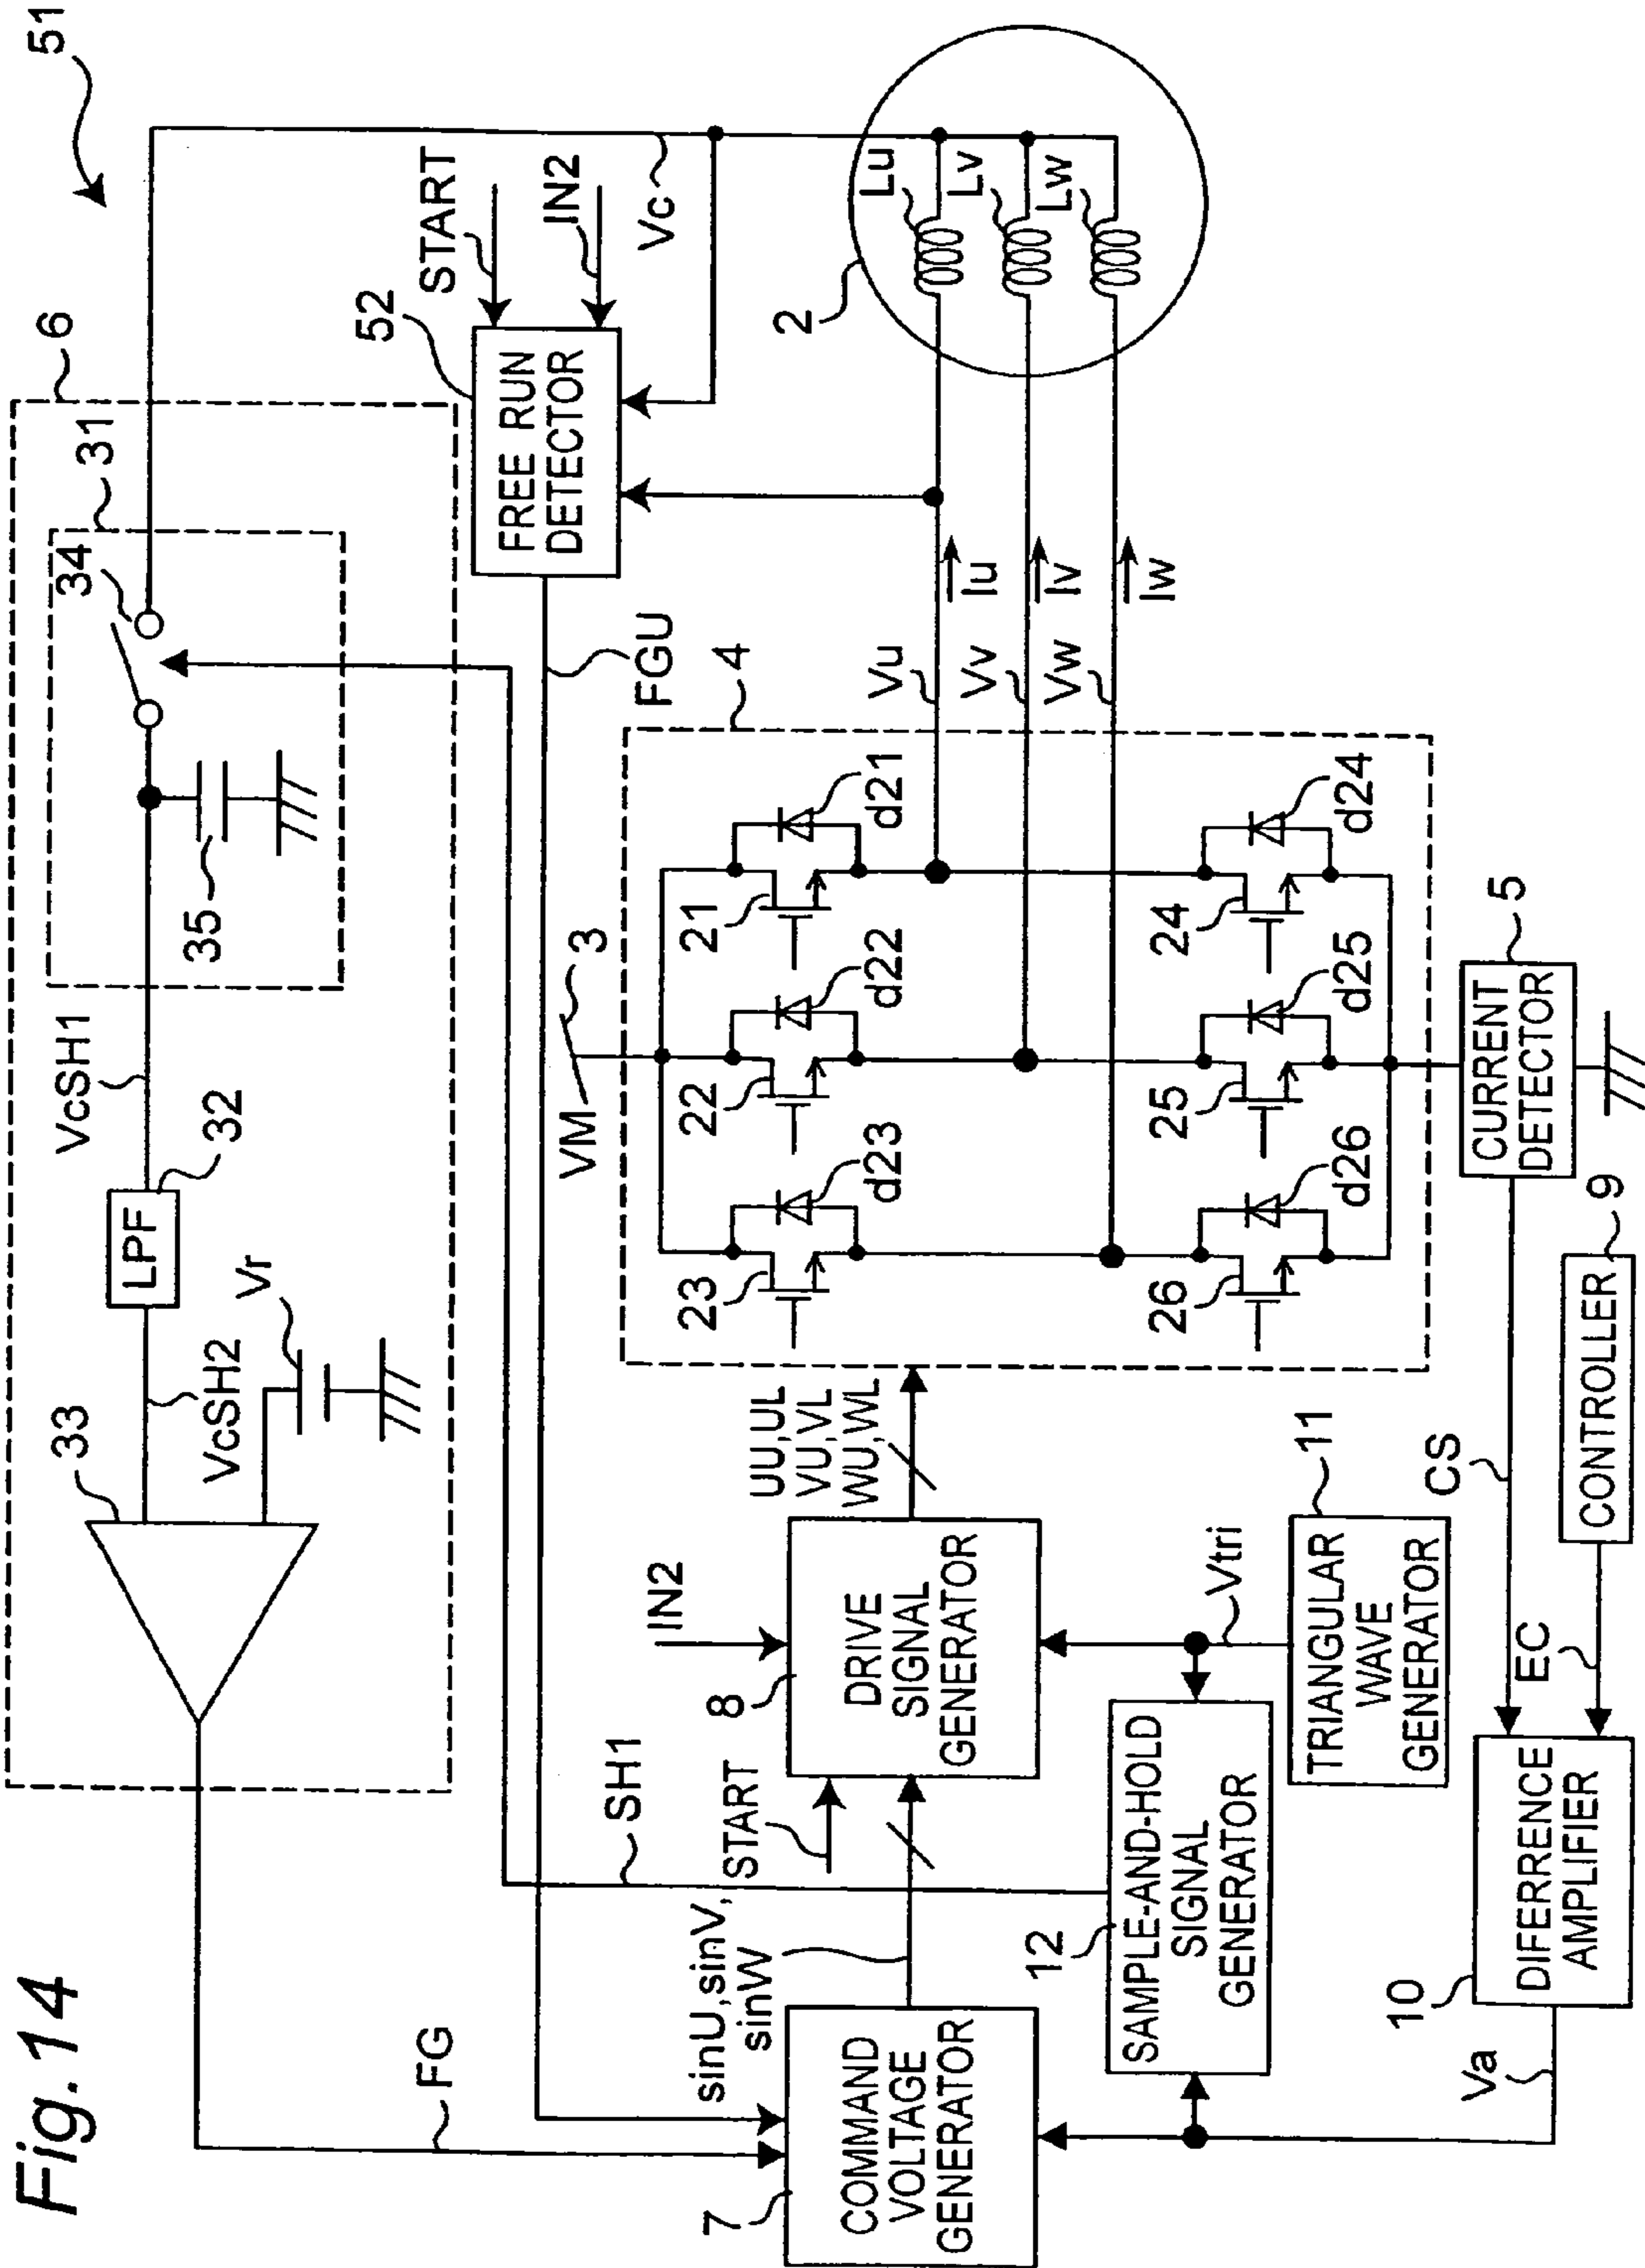 Fig. 14
51
6
31
34
35
VcSH1
32
LPF
VcSH2
Vr
33
FG
START
IN2
52
FREE RUN
DETECTOR
Vc
FGU
2
Lu
Lv
Lw
Iu
Iv
Iw
Vu
Vv
Vw
4
3
VM
21
d21
22
d22
23
d23
24
d24
25
d25
26
d26
5
CURRENT
DETECTOR
CS
9
CONTROLLER
EC
UU,UL
VU,VL
WU,WL
IN2
8
DRIVE
SIGNAL
GENERATOR
START
SH1
sinU,sinV,
sinW
7
COMMAND
VOLTAGE
GENERATOR
12
SAMPLE-AND-HOLD
SIGNAL
GENERATOR
Vtri
11
TRIANGULAR
WAVE
GENERATOR
10
DIFERRENCE
AMPLIFIER
Va